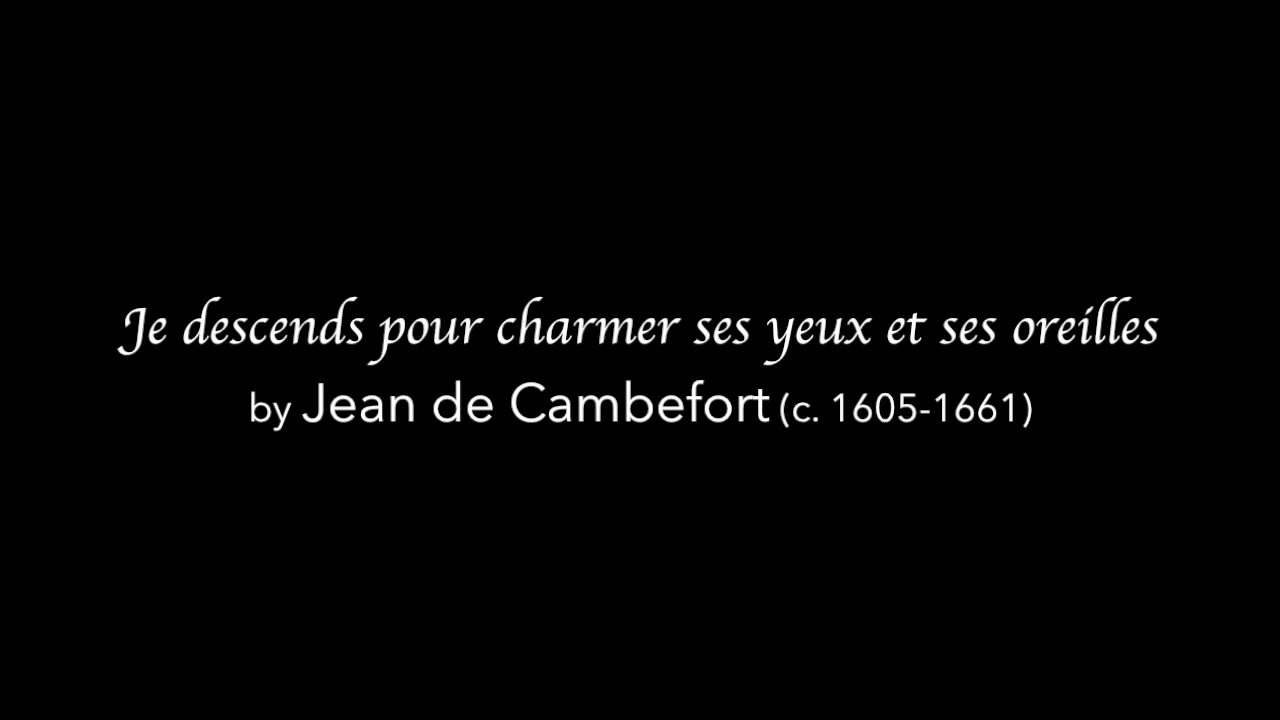 Je descends pour charmer ses yeux et ses oreilles
by Jean de Cambefort (c. 1605-1661)